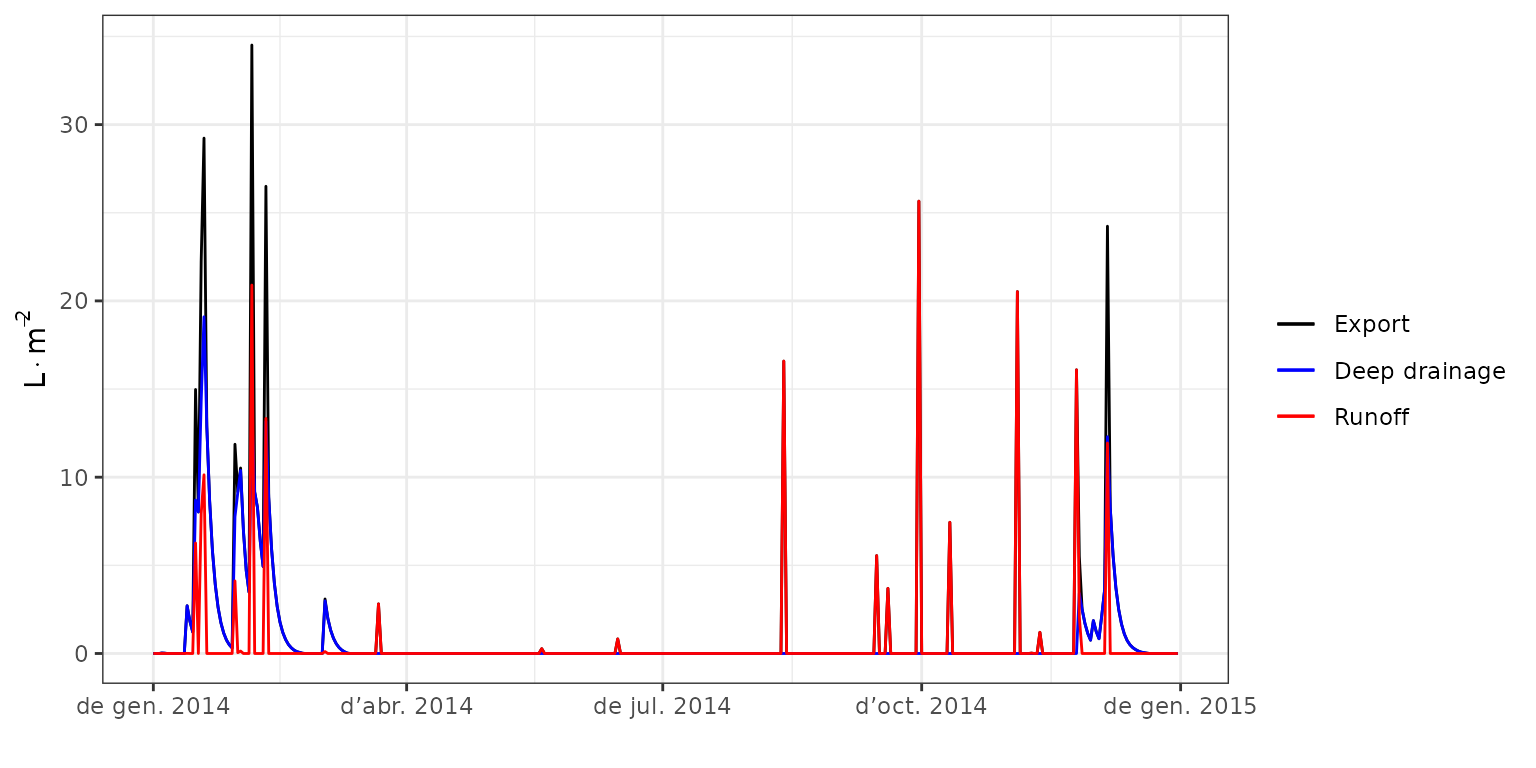 30
20
10
0
L · m⁻²
de gen. 2014
d’abr. 2014
de jul. 2014
d’oct. 2014
de gen. 2015
Export
Deep drainage
Runoff